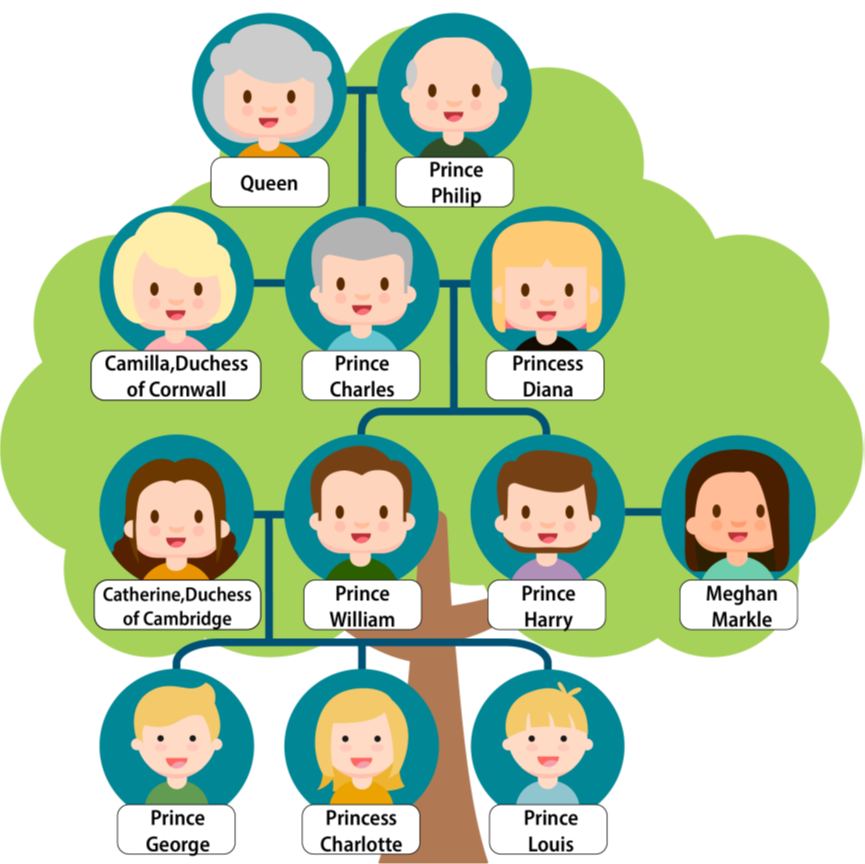 Queen
Prince
Philip
Camilla,Duchess
of Cornwall
Prince
Charles
Princess
Diana
Catherine,Duchess
of Cambridge
Prince
William
Prince
Harry
Meghan
Markle
Prince
George
Princess
Charlotte
Prince
Louis